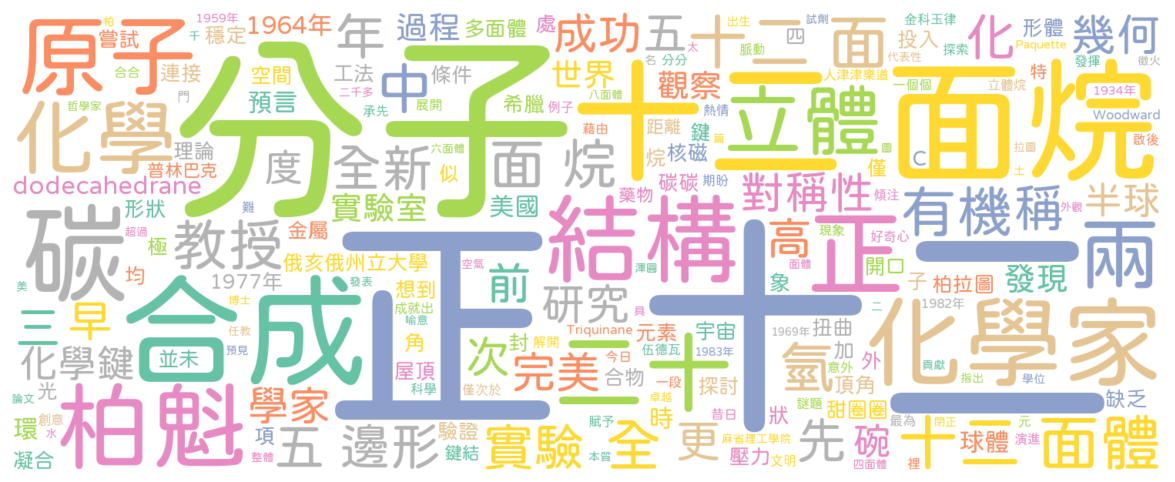 原子
嘗試
1959年
穩定
千
柏
1964年
年
過程
多面體
處
成功
五
十二
出生
太
脈動
四
面
金科玉律
投入
代表性
探索
化
試劑
形體
Paquette
發揮
幾何
徵火
化學
哲學家
合合
連接
門
空間
預言
工法
二千多
條件
承先
展開
中
希臘
八面體
例子
世界
名
分分
觀察
熱情
立體
人津津樂道
圖
一個個
立體烷
面烷
特
拉圖
土
1934年
Woodward
啟後
分子
理論
普林巴克
dodecahedrane
度
全新
六面體
似
面
藉由
烷
距離
烷
鍵
核磁
篇
十二
C
僅
碳
形狀
難
超過
極
均
教授
金屬
實驗室
美國
藥物
碳碳
期盼
對稱性
傾注
有機
稱
半球
外觀
現象
好奇心
開口
1977年
俄亥俄州立大學
空氣
前
結構
渾圓
高
面體
正
象
子
柏拉圖
發現
兩
美
三
早
合成
博士
任教
預見
發表
想到
成就出
喻意
正
研究
具
二十
1982年
二
1969年
扭曲
化學家
化學鍵
並未
角
次
封
Triquinane
解開
元素
伍德瓦
宇宙
1983年
加
意外
外
貢獻
指出
學位
論文
光
科學
屋頂
僅次於
完美
今日
合物
一段
探討
氫
頂角
缺乏
環
創意
水
柏魁
學家
項
整體
驗證
鍵結
時
賦予
卓越
昔日
狀
謎題
甜圈圈
最為
閉正
元
演進
凝合
五
邊形
實驗
本質
全
更
麻省理工學院
壓力
文明
先
碗
四面體
十二
裡
球體
面體
十